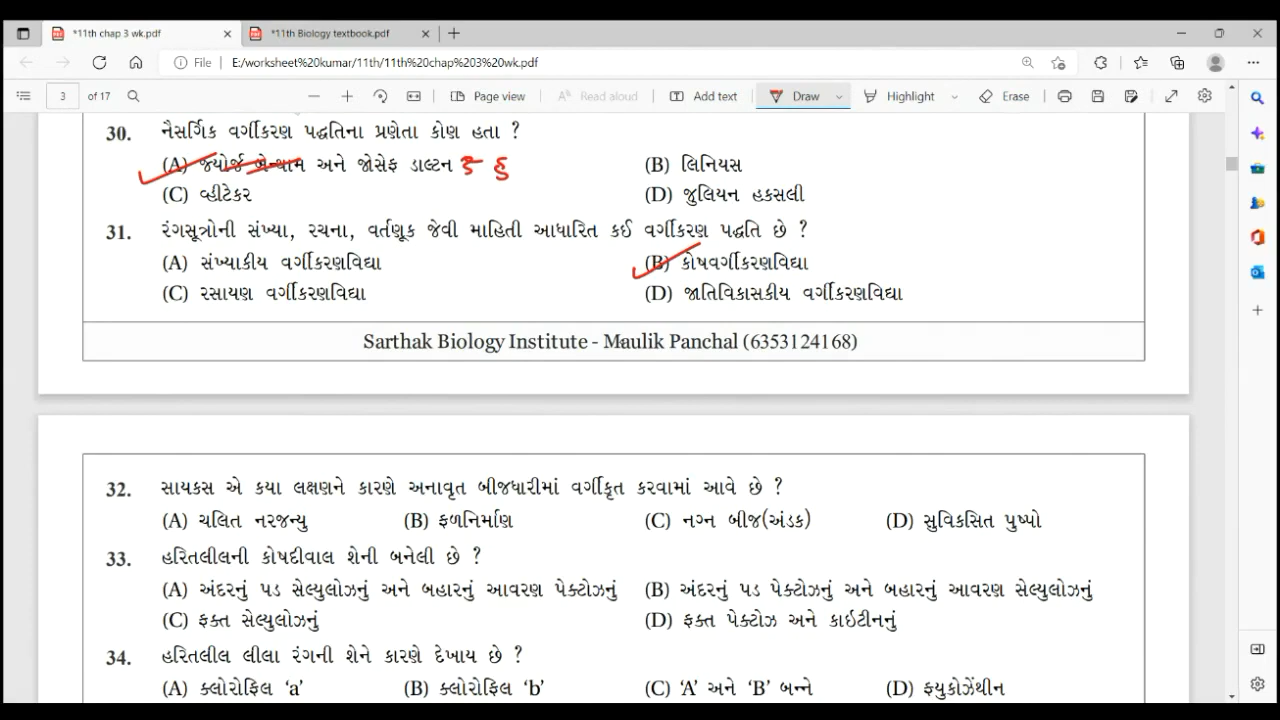 *11th chap 3 wk.pdf
*11th Biology textbook.pdf
File E:/worksheet%20kumar/11th/11th%20chap%203%20wk.pdf
3 of 17 Page view Read aloud Add text Draw Highlight Erase
30. નૈસર્ગિક વર્ગીકરણ પદ્ધતિના પ્રણેતા કોણ હતા ?
(A) જ્યોર્જ બેન્થામ અને જોસેફ ડાલ્ટન (B) લિનિયસ
(C) વ્હીટેકર (D) જુલિયન હકસલી
31. રંગસૂત્રોની સંખ્યા, રચના, વર્તણૂક જેવી માહિતી આધારિત કઈ વર્ગીકરણ પદ્ધતિ છે ?
(A) સંખ્યાકીય વર્ગીકરણવિદ્યા (B) કોષવર્ગીકરણવિદ્યા
(C) રસાયણ વર્ગીકરણવિદ્યા (D) જાતિવિકાસકીય વર્ગીકરણવિદ્યા
Sarthak Biology Institute - Maulik Panchal (6353124168)
32. સાયકસ એ કયા લક્ષણને કારણે અનાવૃત બીજધારીમાં વર્ગીકૃત કરવામાં આવે છે ?
(A) ચલિત નરજન્યુ (B) ફળનિર્માણ (C) નગ્ન બીજ(અંડક) (D) સુવિકસિત પુષ્પો
33. હરિતલીલની કોષદીવાલ શેની બનેલી છે ?
(A) અંદરનું પડ સેલ્યુલોઝનું અને બહારનું આવરણ પેક્ટોઝનું (B) અંદરનું પડ પેક્ટોઝનું અને બહારનું આવરણ સેલ્યુલોઝનું
(C) ફક્ત સેલ્યુલોઝનું (D) ફક્ત પેક્ટોઝ અને કાઇટીનનું
34. હરિતલીલ લીલા રંગની શેને કારણે દેખાય છે ?
(A) ક્લોરોફિલ ‘a’ (B) ક્લોરોફિલ ‘b’ (C) ‘A’ અને ‘B’ બન્ને (D) ફ્યુકોઝેંથીન